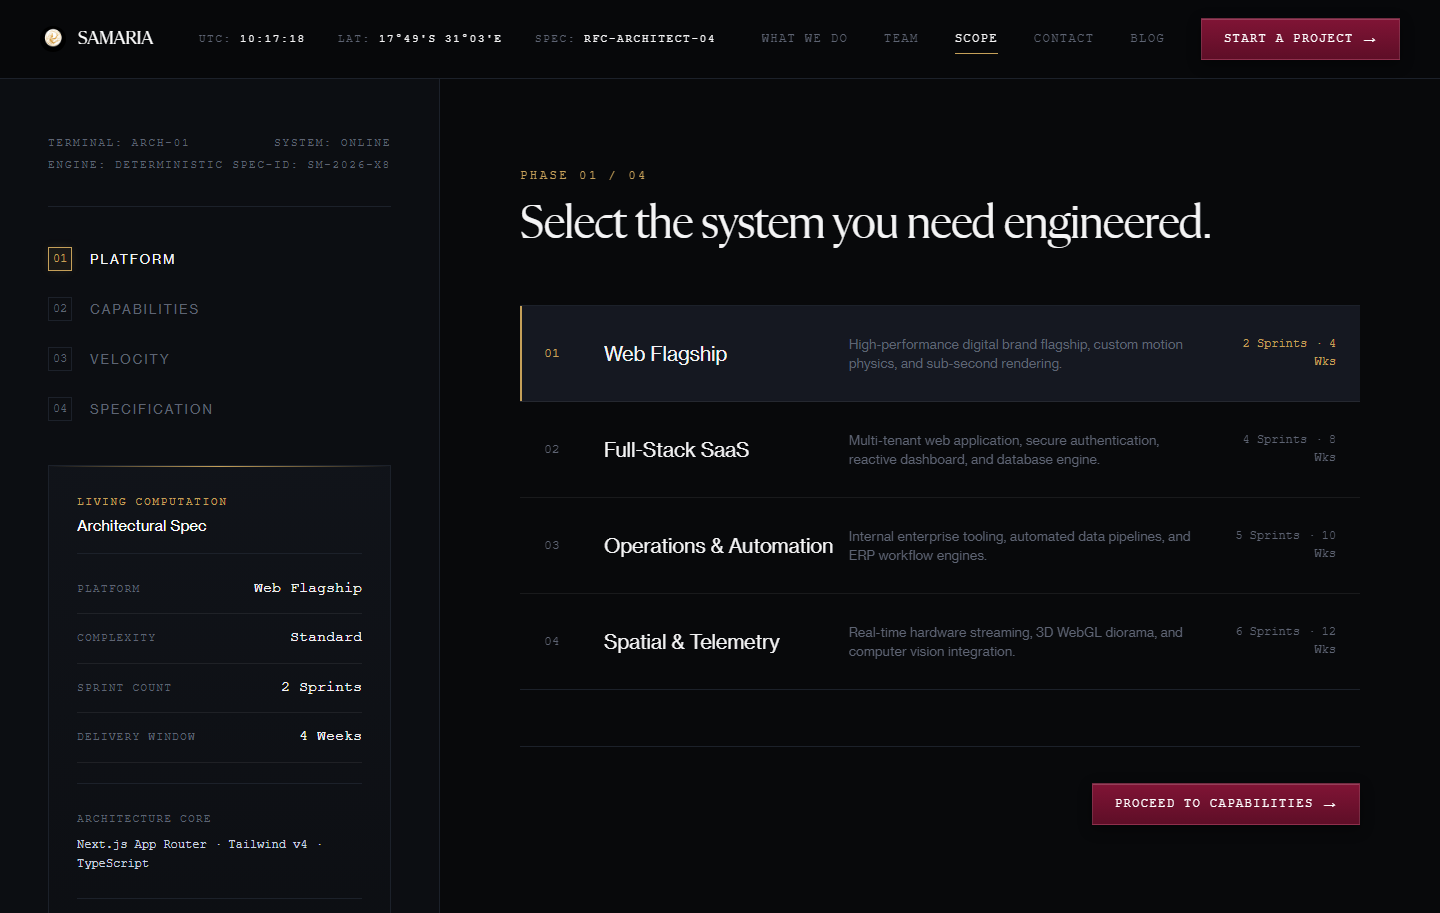 SAMARIA
UTC: 10:17:18
LAT: 17°49'S 31°03'E
SPEC: RFC-ARCHITECT-04
WHAT WE DO
TEAM
SCOPE
CONTACT
BLOG
START A PROJECT →
TERMINAL: ARCH-01
SYSTEM: ONLINE
ENGINE: DETERMINISTIC
SPEC-ID: SM-2026-X8
01 PLATFORM
02 CAPABILITIES
03 VELOCITY
04 SPECIFICATION
LIVING COMPUTATION
Architectural Spec
PLATFORM Web Flagship
COMPLEXITY Standard
SPRINT COUNT 2 Sprints
DELIVERY WINDOW 4 Weeks
ARCHITECTURE CORE
Next.js App Router · Tailwind v4 ·
TypeScript
PHASE 01 / 04
Select the system you need engineered.
01
Web Flagship
High-performance digital brand flagship, custom motion
physics, and sub-second rendering.
2 Sprints · 4
Wks
02
Full-Stack SaaS
Multi-tenant web application, secure authentication,
reactive dashboard, and database engine.
4 Sprints · 8
Wks
03
Operations & Automation
Internal enterprise tooling, automated data pipelines, and
ERP workflow engines.
5 Sprints · 10
Wks
04
Spatial & Telemetry
Real-time hardware streaming, 3D WebGL diorama, and
computer vision integration.
6 Sprints · 12
Wks
PROCEED TO CAPABILITIES →